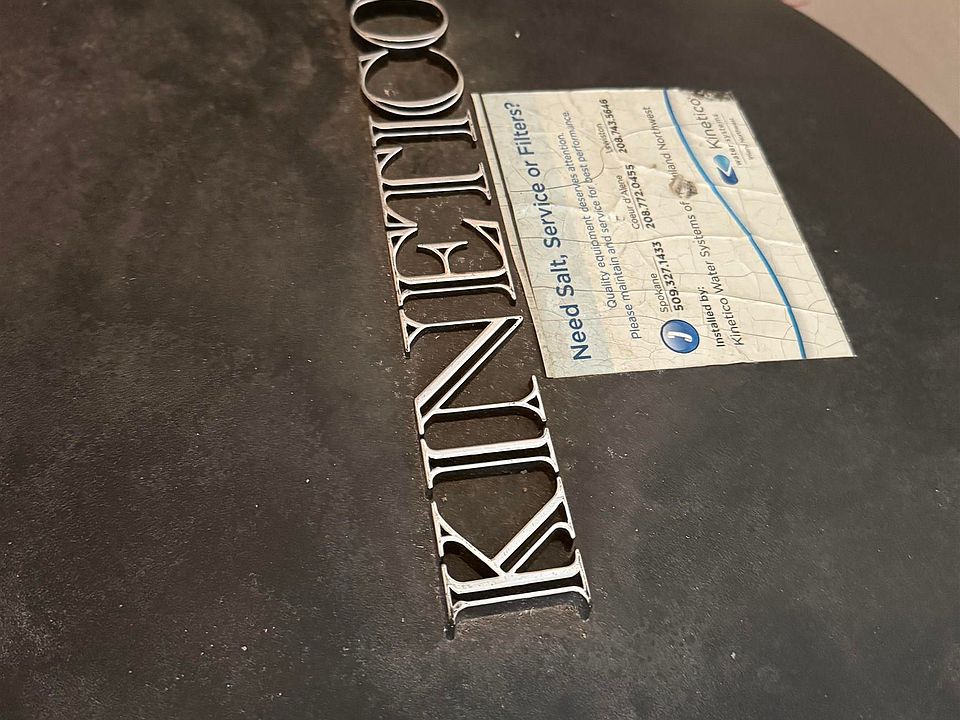 KINETICO
Need Salt, Service or Filters?
Quality equipment deserves attention.
Please maintain and service for best performance.
Spokane Coeur d'Alene Lewiston
509.327.1433 208.772.0455 208.743.5646
Installed by:
Kinetico Water Systems of Inland Northwest
Kinetico
water systems